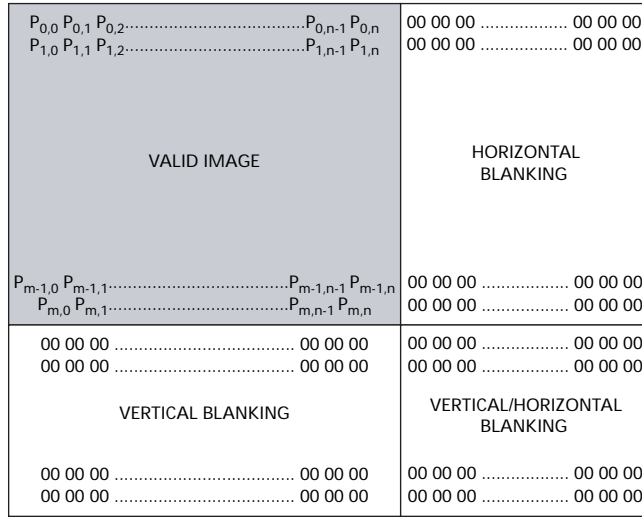 P0,0 P0,1 P0,2.....................................P0,n-1 P0,n
P1,0 P1,1 P1,2.....................................P1,n-1 P1,n
VALID IMAGE
Pm-1,0 Pm-1,1.....................................Pm-1,n-1 Pm-1,n
Pm,0 Pm,1.....................................Pm,n-1 Pm,n
00 00 00 .................. 00 00 00
00 00 00 .................. 00 00 00
HORIZONTAL
BLANKING
00 00 00 .................. 00 00 00
00 00 00 .................. 00 00 00
00 00 00 ..................................... 00 00 00
00 00 00 ..................................... 00 00 00
VERTICAL BLANKING
00 00 00 ..................................... 00 00 00
00 00 00 ..................................... 00 00 00
00 00 00 .................. 00 00 00
00 00 00 .................. 00 00 00
VERTICAL/HORIZONTAL
BLANKING
00 00 00 .................. 00 00 00
00 00 00 .................. 00 00 00